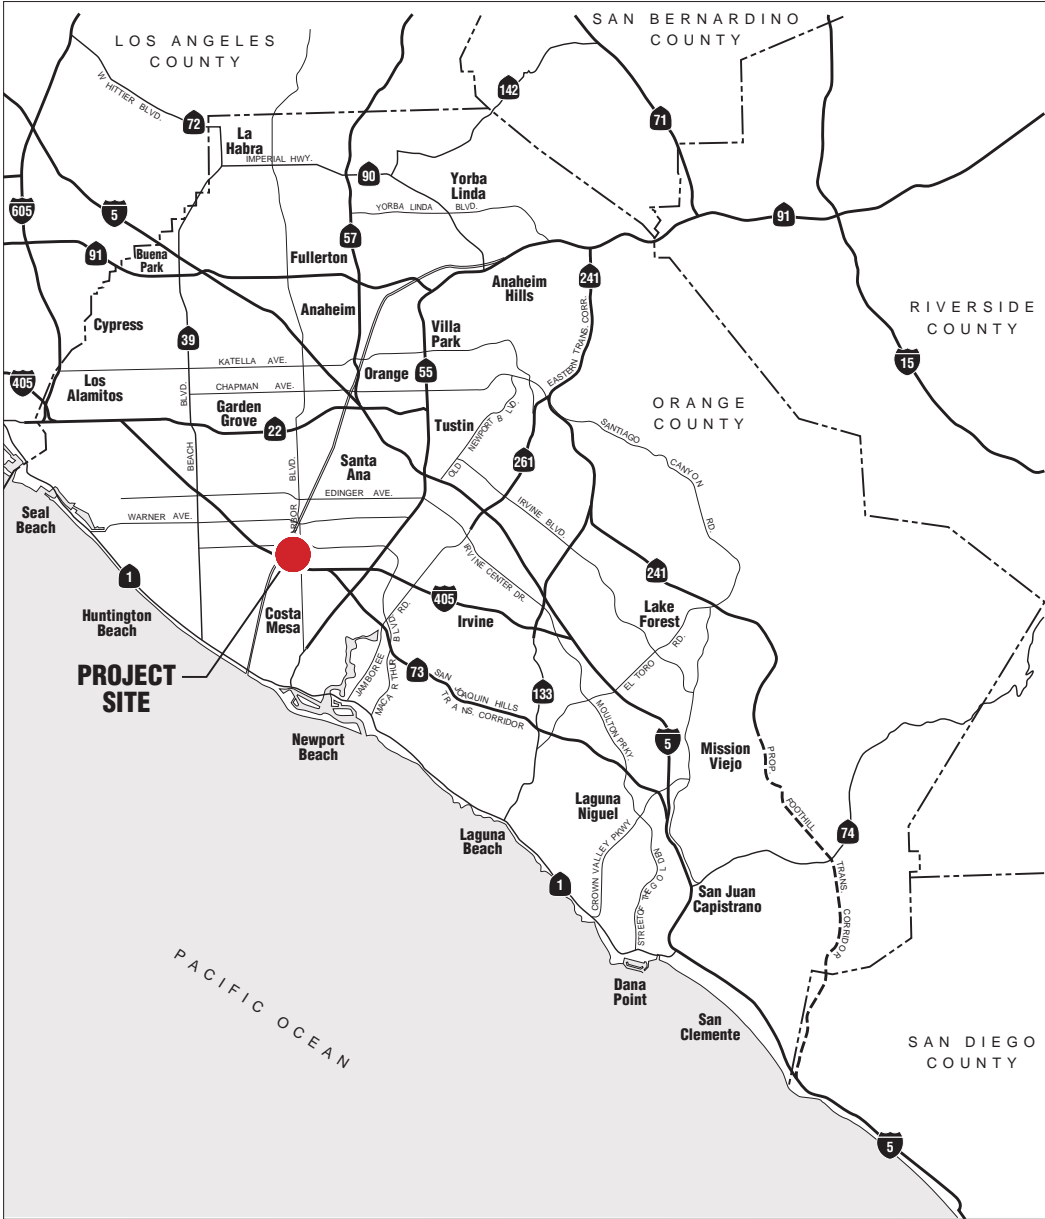 LOS ANGELES
COUNTY
SAN BERNARDINO
COUNTY
W HITTIER BLVD.
142
72
71
La
Habra
IMPERIAL HWY.
90
Yorba
Linda
YORBA LINDA BLVD.
605
5
91
57
91
Buena
Park
Fullerton
Anaheim
Hills
241
Anaheim
EASTERN TRANS. CORR.
RIVERSIDE
COUNTY
Cypress
Villa
Park
39
KATELLA AVE.
15
405
Los
Alamitos
BLVD.
CHAPMAN AVE.
Orange
55
ORANGE
COUNTY
Garden
Grove
22
Tustin
OLD NEWPORT BLVD.
SANTIAGO
CANYON
RD.
BEACH
BLVD.
Santa
Ana
261
EDINGER AVE.
IRVINE BLVD.
Seal
Beach
WARNER AVE.
IRVINE CENTER DR.
1
241
405
Huntington
Beach
Costa
Mesa
Irvine
Lake
Forest
PROJECT
SITE
JAMBOREE
RD.
MACARTHUR
BLVD.
73
SAN JOAQUIN HILLS
TRANS. CORRIDOR
EL TORO
RD.
133
MOULTON PRKY.
Newport
Beach
5
Mission
Viejo
PROP.
FOOTHILL
TRANS.
CORRIDOR
Laguna
Niguel
74
Laguna
Beach
CROWN VALLEY PKWY
1
San Juan
Capistrano
PACIFIC OCEAN
Dana
Point
San
Clemente
SAN DIEGO
COUNTY
5